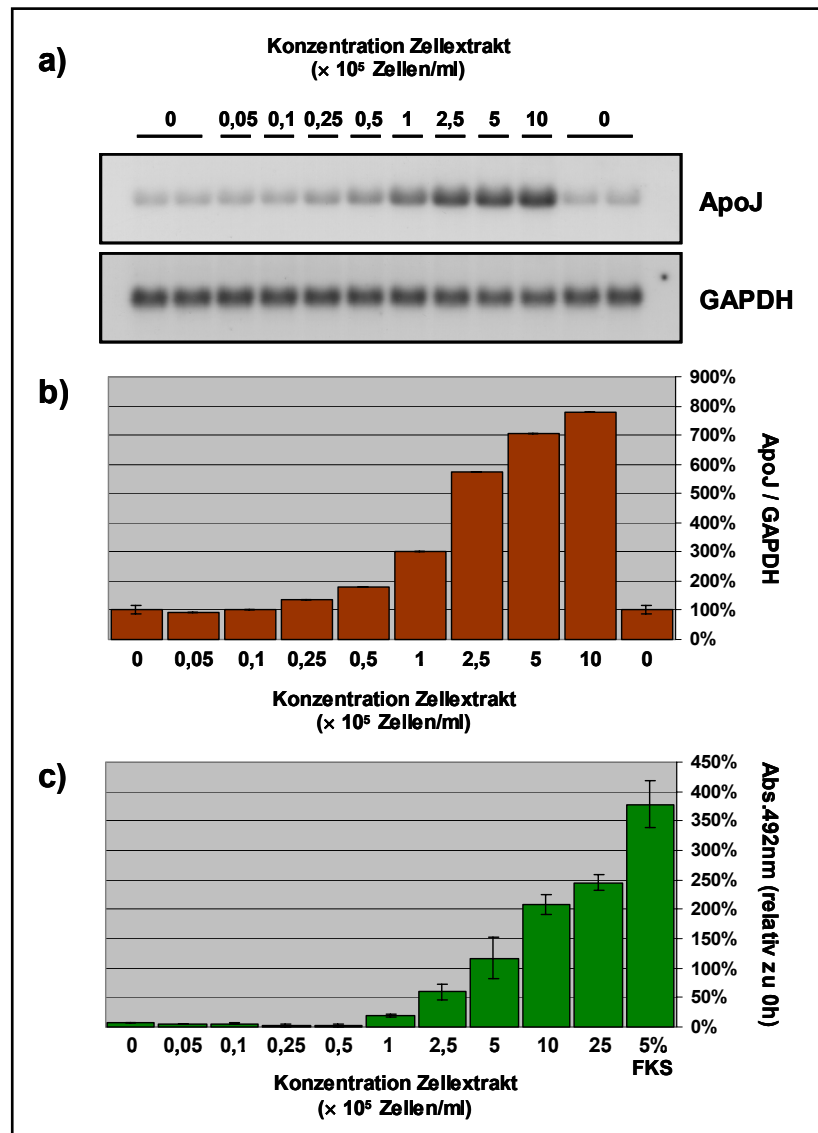 a)
Konzentration Zellextrakt
(× 10⁵ Zellen/ml)
0 0,05 0,1 0,25 0,5 1 2,5 5 10 0
ApoJ
GAPDH
b)
900%
800%
700%
600%
500%
400%
300%
200%
100%
0%
ApoJ / GAPDH
0 0,05 0,1 0,25 0,5 1 2,5 5 10 0
Konzentration Zellextrakt
(× 10⁵ Zellen/ml)
c)
450%
400%
350%
300%
250%
200%
150%
100%
50%
0%
Abs.492nm (relativ zu 0h)
0 0,05 0,1 0,25 0,5 1 2,5 5 10 25 5%
FKS
Konzentration Zellextrakt
(× 10⁵ Zellen/ml)